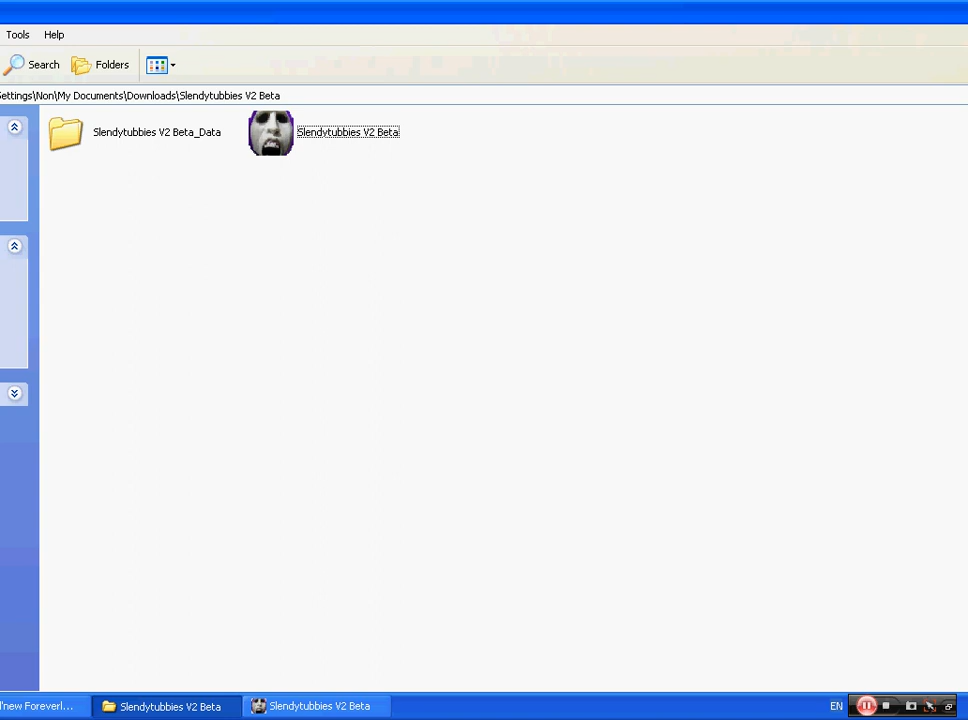 Tools Help
Search Folders
ettings\Non\My Documents\Downloads\Slendytubbies V2 Beta
Slendytubbies V2 Beta_Data Slendytubbies V2 Beta
'new Foreverl... Slendytubbies V2 Beta Slendytubbies V2 Beta EN